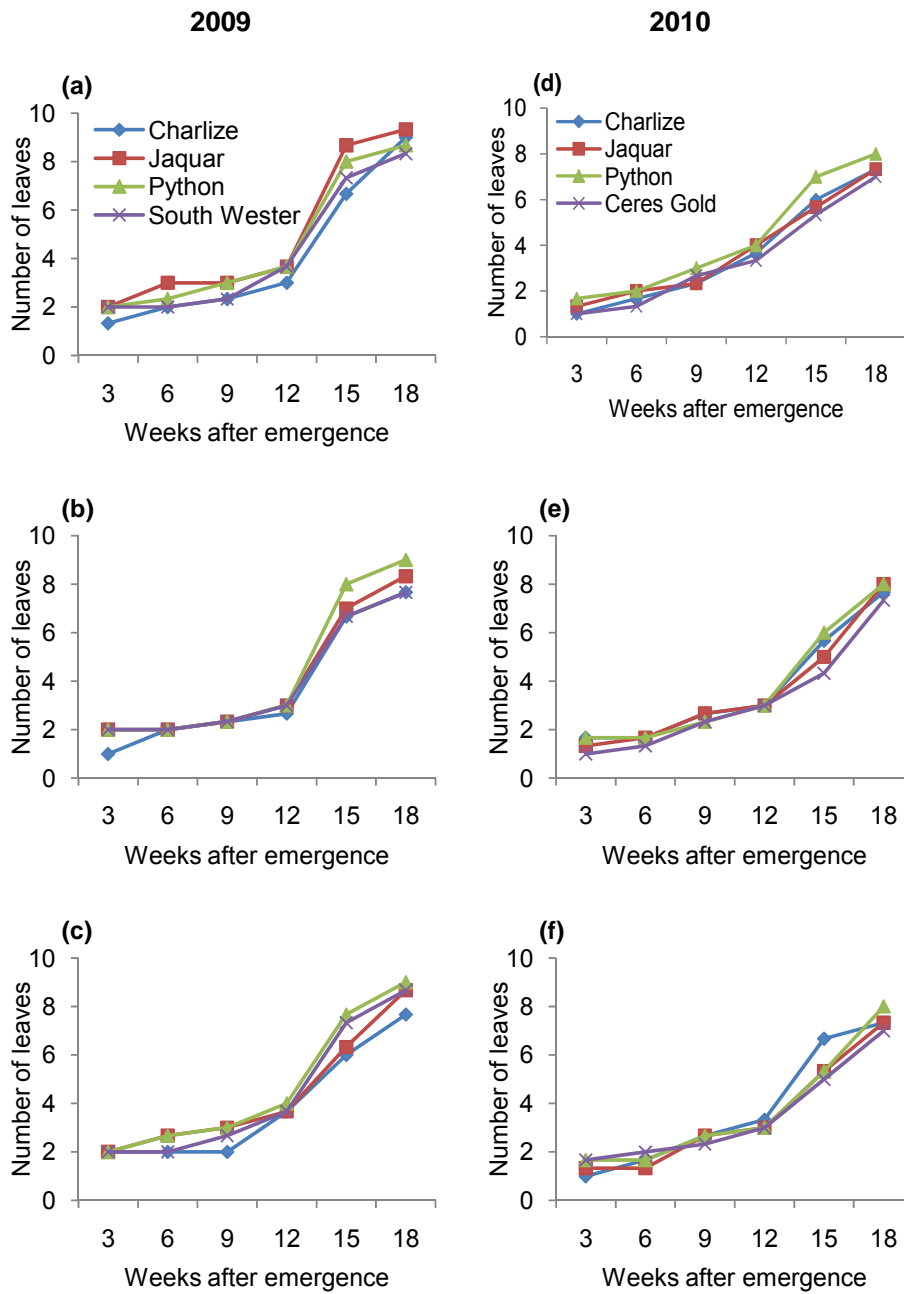 2009
2010
(a)
10
8
6
4
2
0
Number of leaves
Charlize
Jaquar
Python
South Wester
3 6 9 12 15 18
Weeks after emergence
(d)
10
8
6
4
2
0
Number of leaves
Charlize
Jaquar
Python
Ceres Gold
3 6 9 12 15 18
Weeks after emergence
(b)
10
8
6
4
2
0
Number of leaves
3 6 9 12 15 18
Weeks after emergence
(e)
10
8
6
4
2
0
Number of leaves
3 6 9 12 15 18
Weeks after emergence
(c)
10
8
6
4
2
0
Number of leaves
3 6 9 12 15 18
Weeks after emergence
(f)
10
8
6
4
2
0
Number of leaves
3 6 9 12 15 18
Weeks after emergence